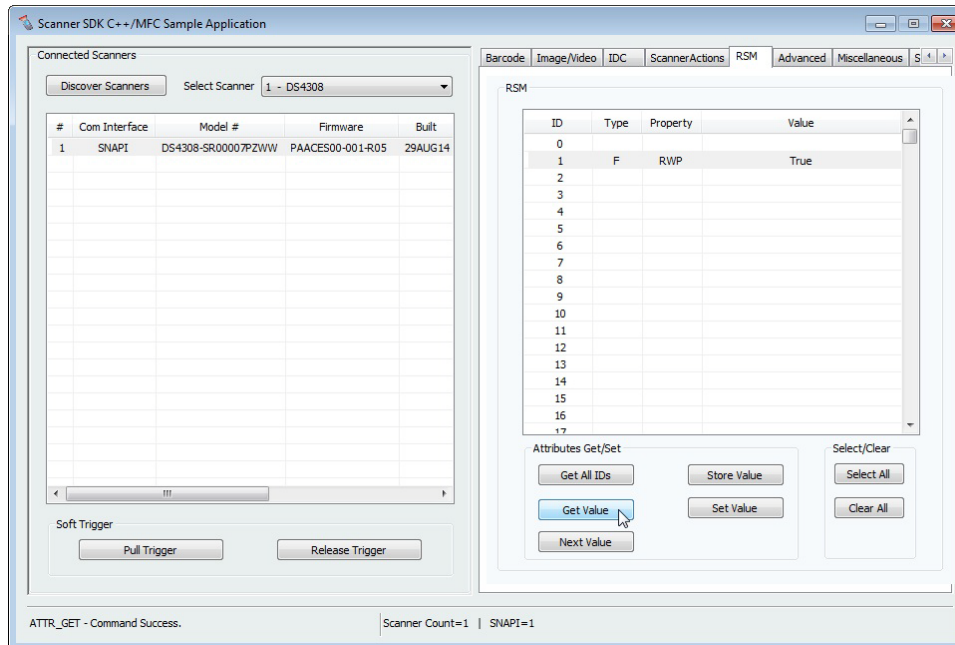 Scanner SDK C++/MFC Sample Application
Connected Scanners
Discover Scanners Select Scanner 1 - DS4308
# Com Interface Model # Firmware Built
1 SNAPI DS4308-SR00007PZWW PAACES00-001-R05 29AUG14
Soft Trigger
Pull Trigger Release Trigger
Barcode Image/Video IDC ScannerActions RSM Advanced Miscellaneous S
RSM
ID Type Property Value
0
1 F RWP True
2
3
4
5
6
7
8
9
10
11
12
13
14
15
16
17
Attributes Get/Set
Get All IDs Store Value
Get Value Set Value
Next Value
Select/Clear
Select All
Clear All
ATTR_GET - Command Success. Scanner Count=1 | SNAPI=1